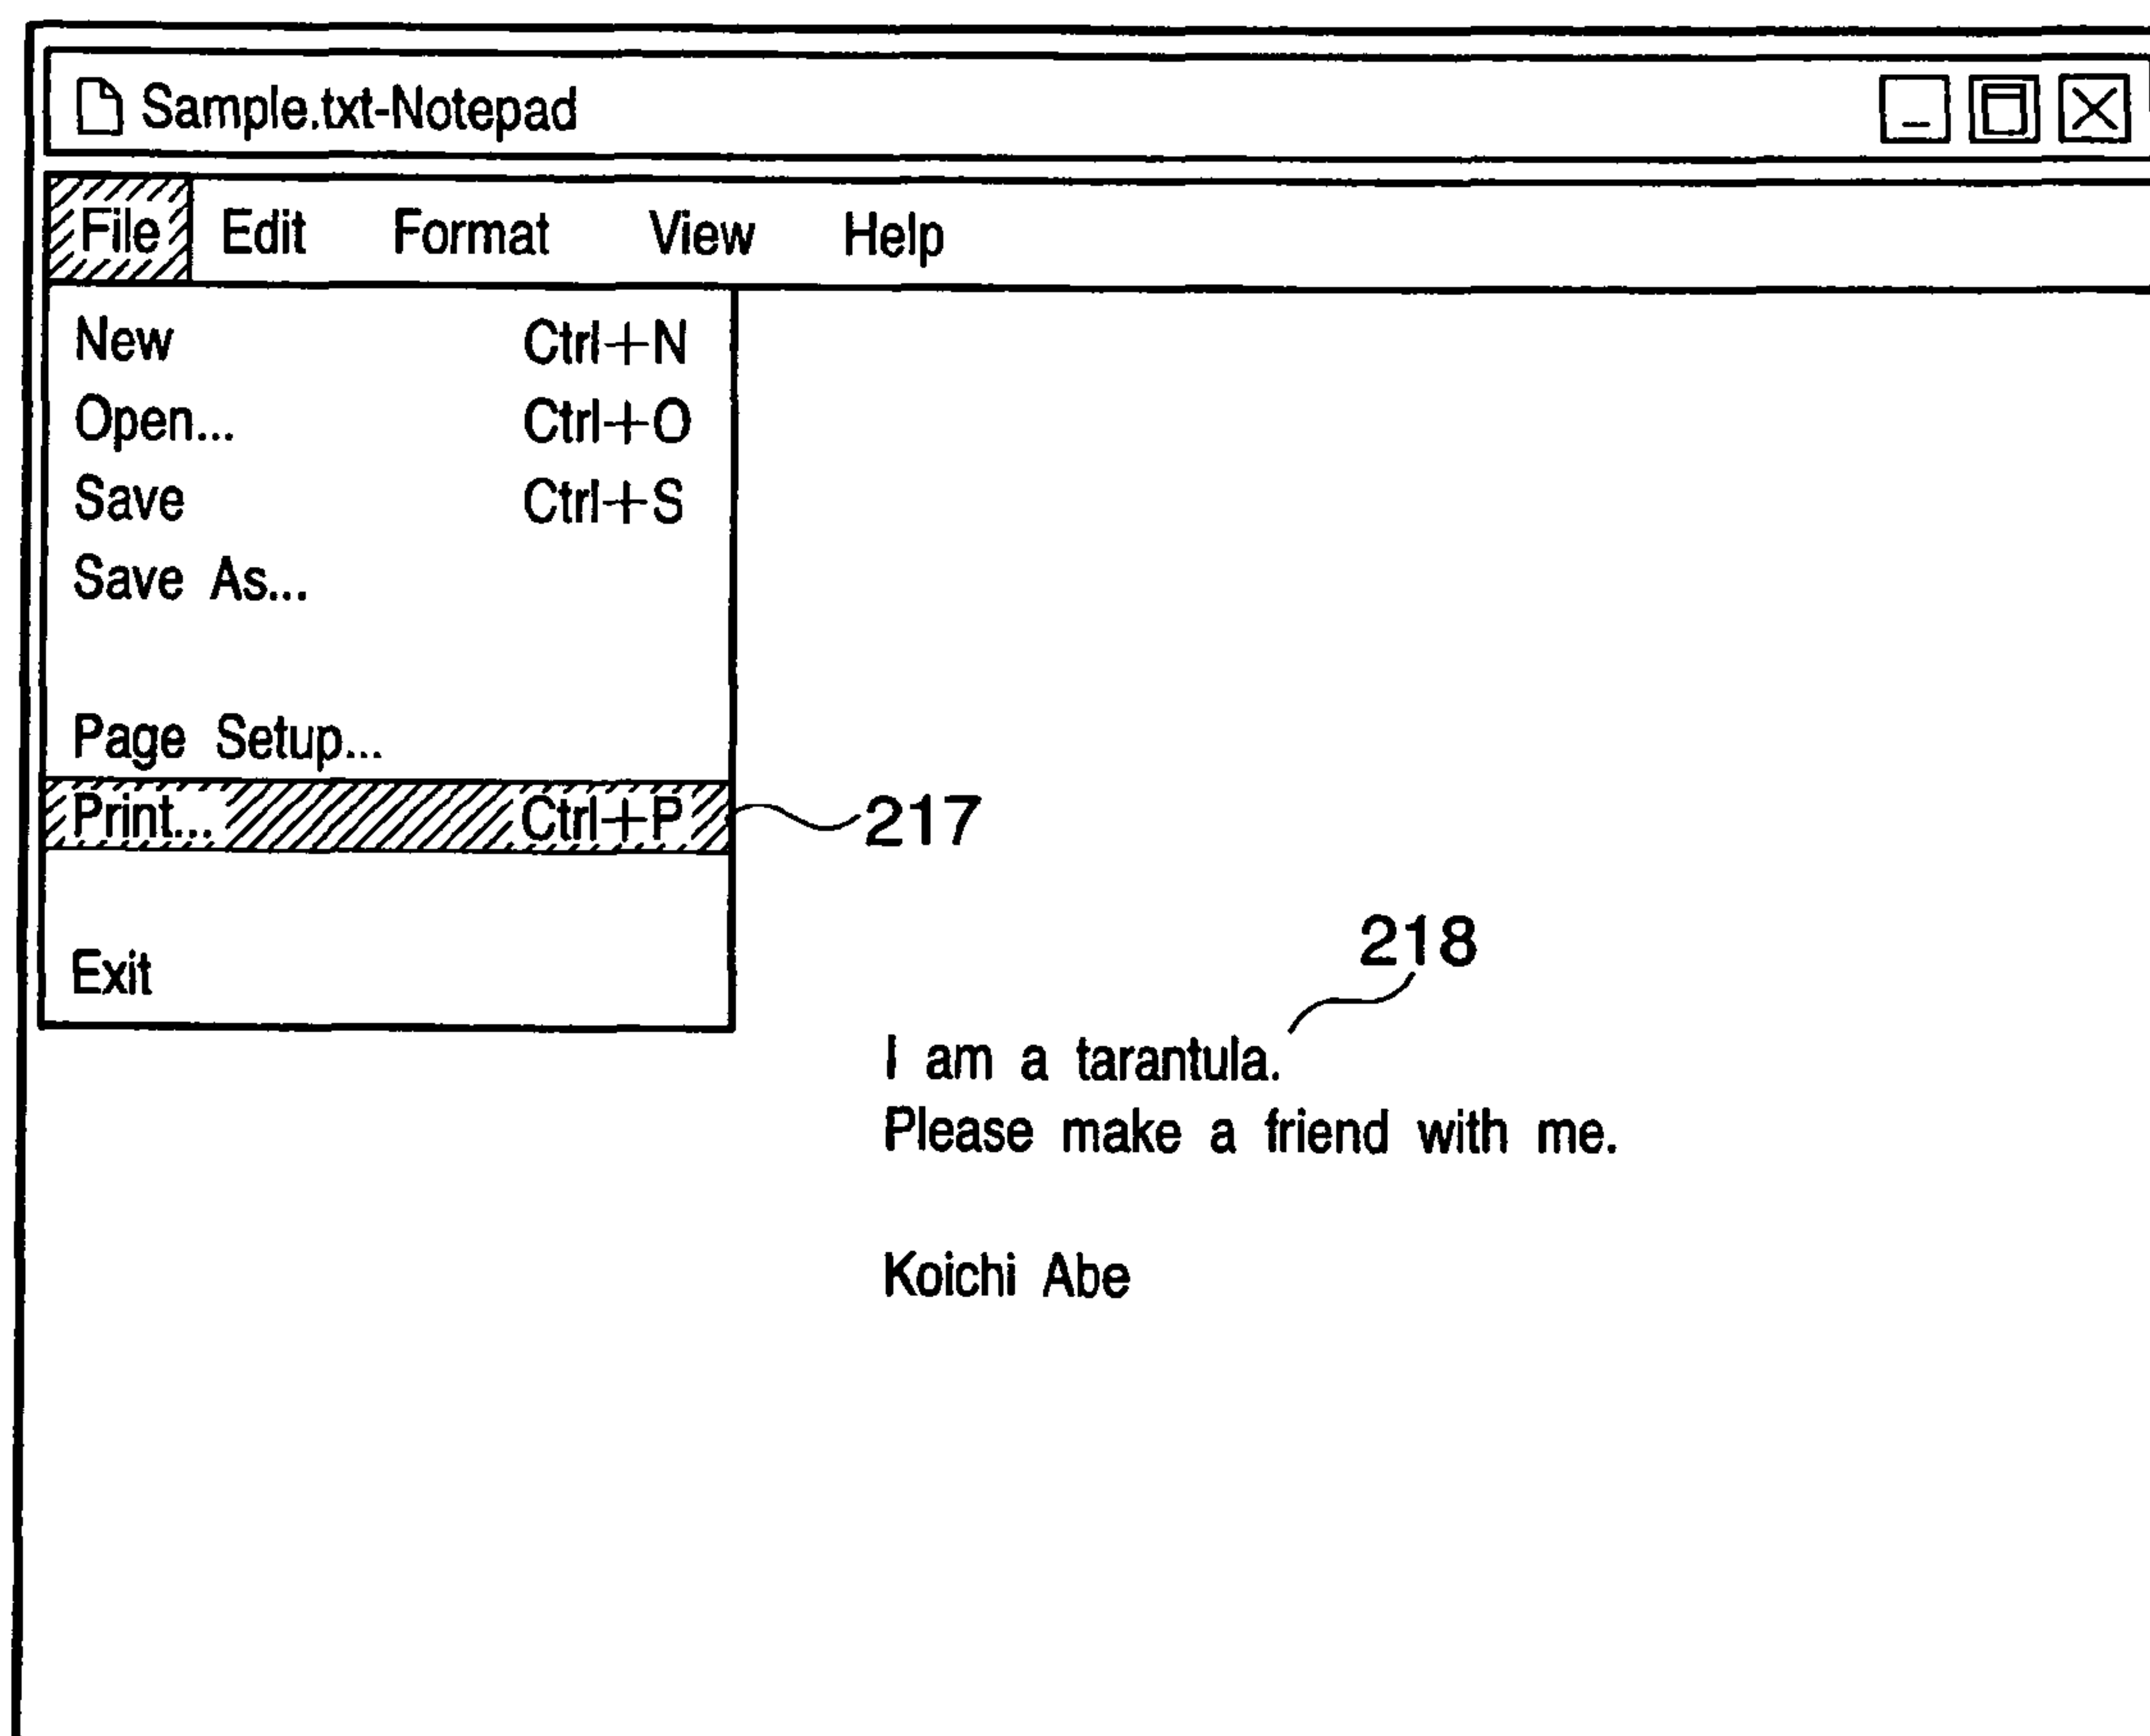 Sample.txt-Notepad
File Edit Format View Help
New Ctrl+N
Open... Ctrl+O
Save Ctrl+S
Save As...
Page Setup...
Print... Ctrl+P 217
Exit
218
I am a tarantula.
Please make a friend with me.
Koichi Abe